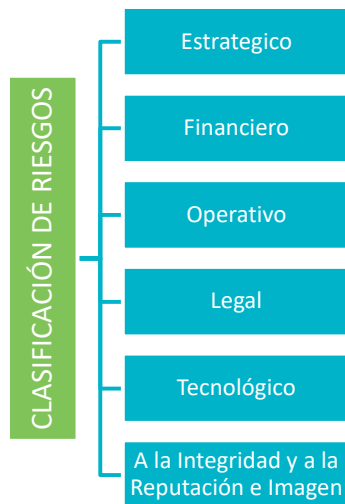 CLASIFICACIÓN DE RIESGOS
Estrategico
Financiero
Operativo
Legal
Tecnológico
A la Integridad y a la
Reputación e Imagen